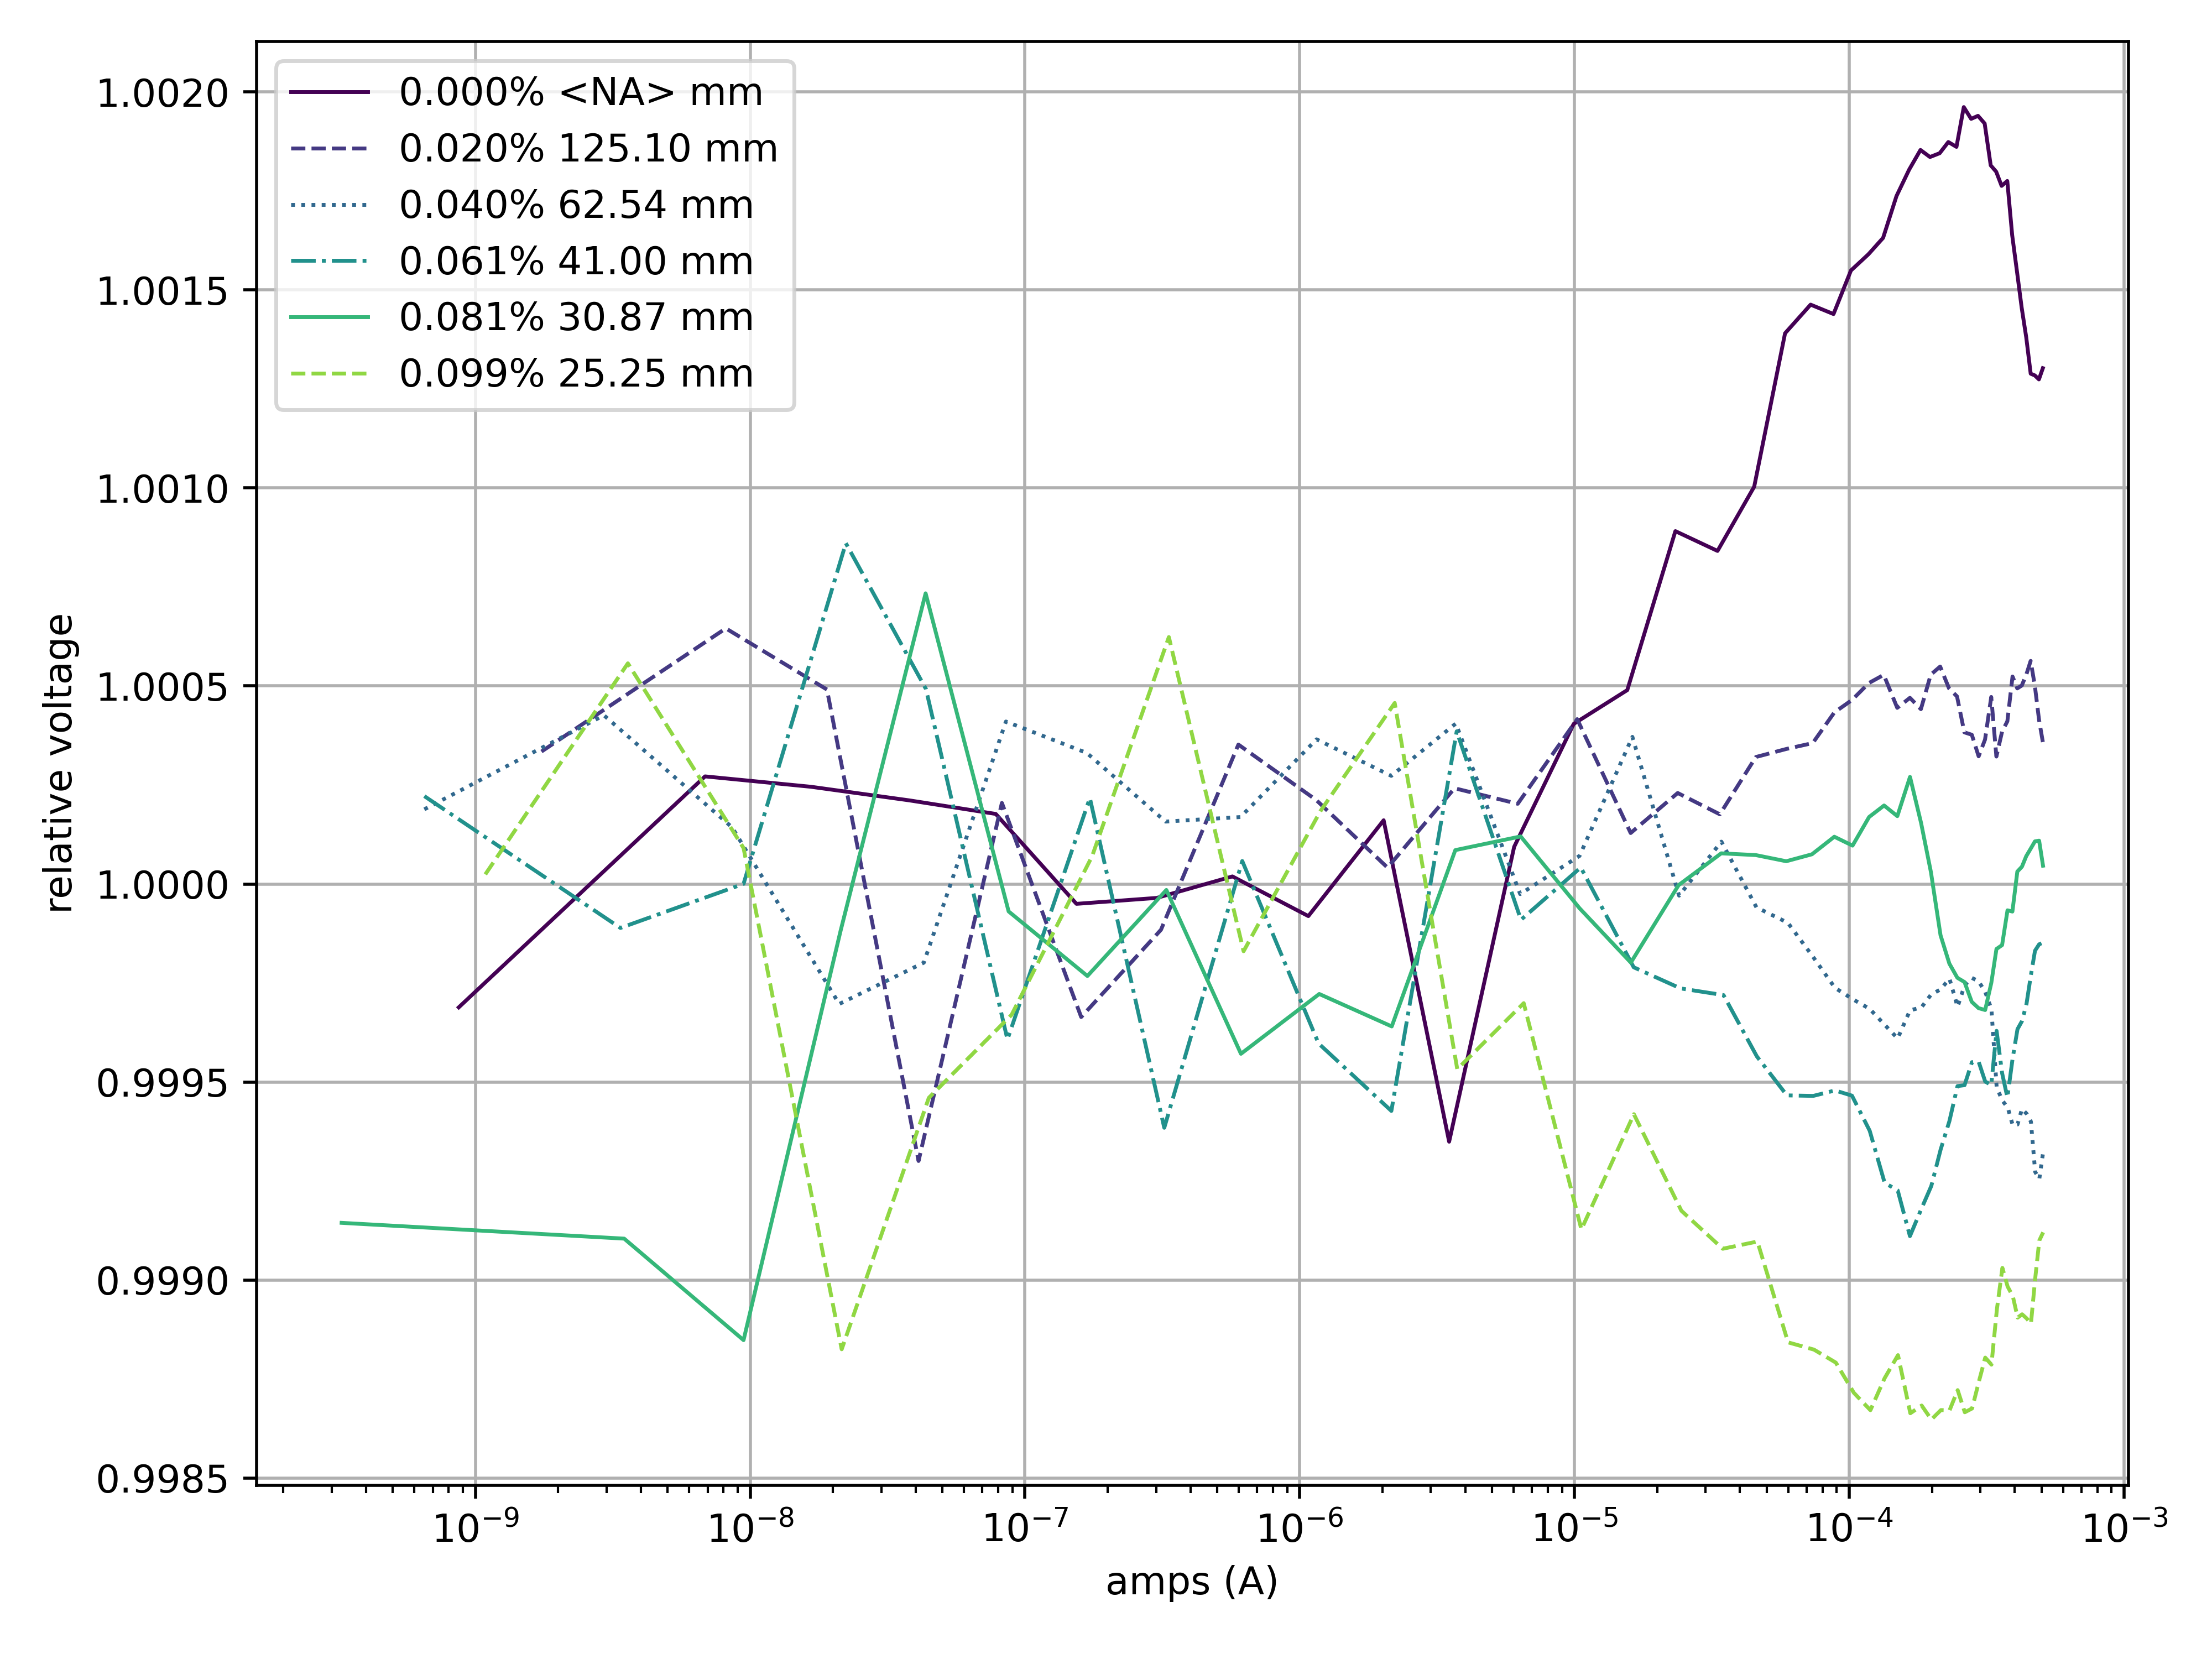 1.0020
1.0015
1.0010
1.0005
1.0000
0.9995
0.9990
0.9985
relative voltage
0.000% <NA> mm
0.020% 125.10 mm
0.040% 62.54 mm
0.061% 41.00 mm
0.081% 30.87 mm
0.099% 25.25 mm
10⁻⁹ 10⁻⁸ 10⁻⁷ 10⁻⁶ 10⁻⁵ 10⁻⁴ 10⁻³
amps (A)